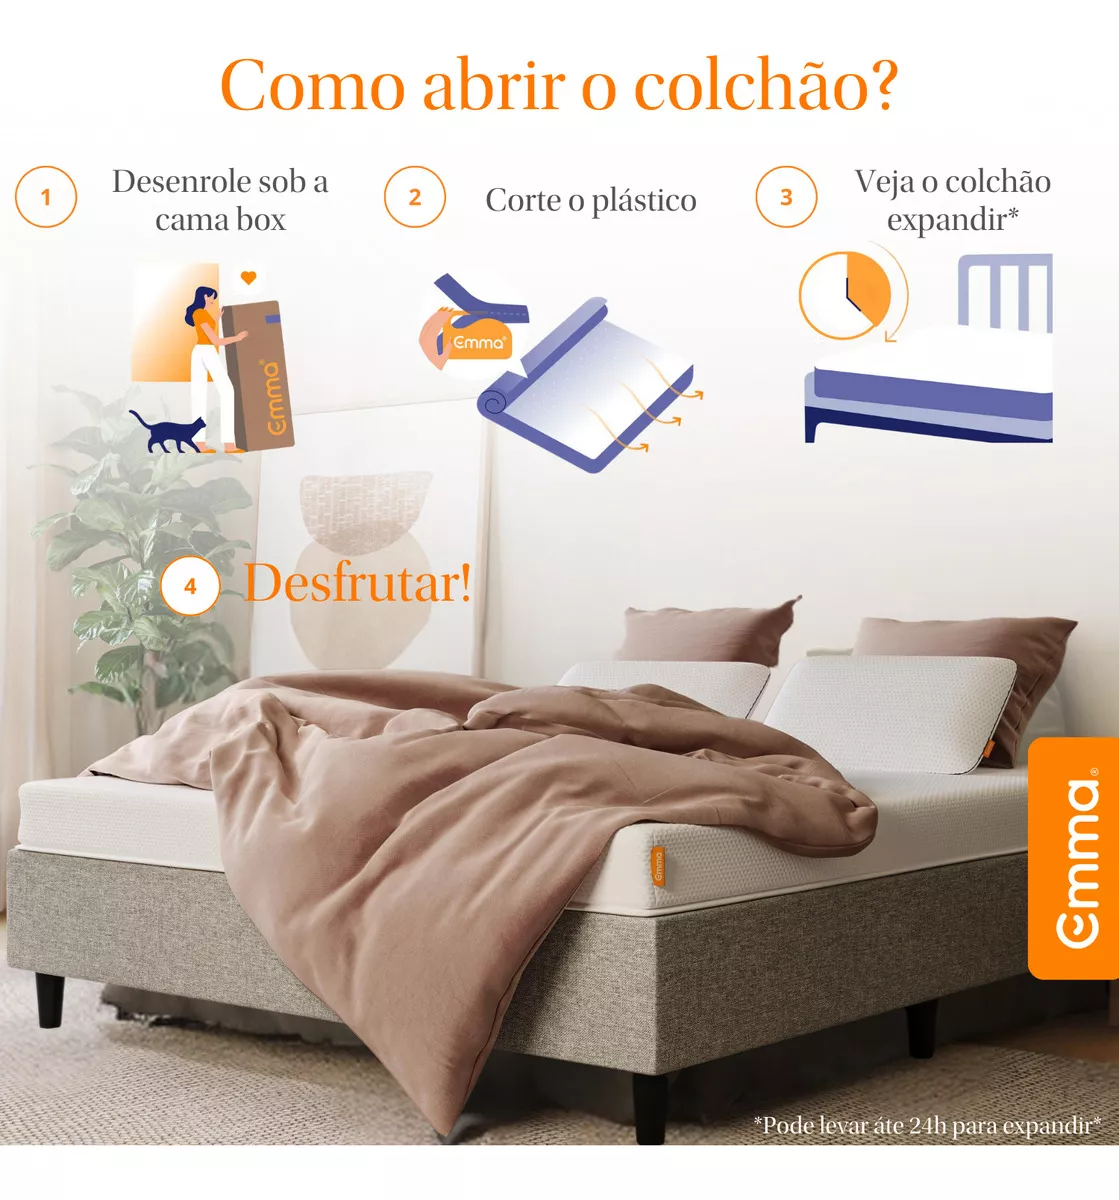 Como abrir o colchão?
1
Desenrole sob a
cama box
2
Corte o plástico
3
Veja o colchão
expandir*
emma®
emma®
4
Desfrutar!
emma
emma®
*Pode levar áte 24h para expandir*